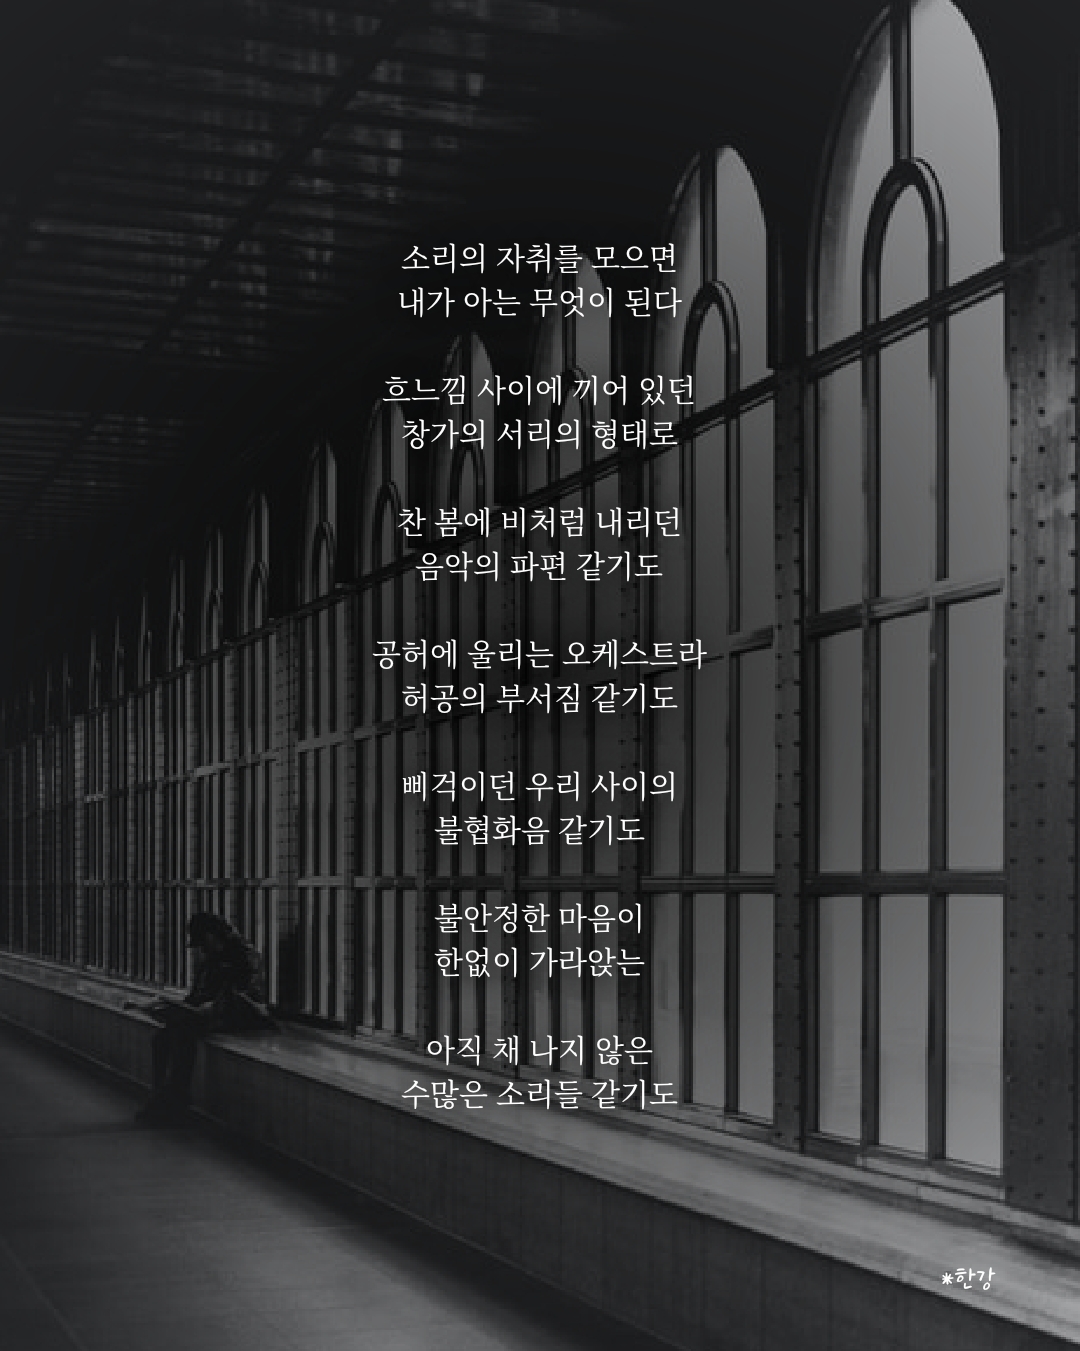 소리의 자취를 모으면
내가 아는 무엇이 된다
흐느낌 사이에 끼어 있던
창가의 서리의 형태로
찬 봄에 비처럼 내리던
음악의 파편 같기도
공허에 울리는 오케스트라
허공의 부서짐 같기도
삐걱이던 우리 사이의
불협화음 같기도
불안정한 마음이
한없이 가라앉는
아직 채 나지 않은
수많은 소리들 같기도
*한강